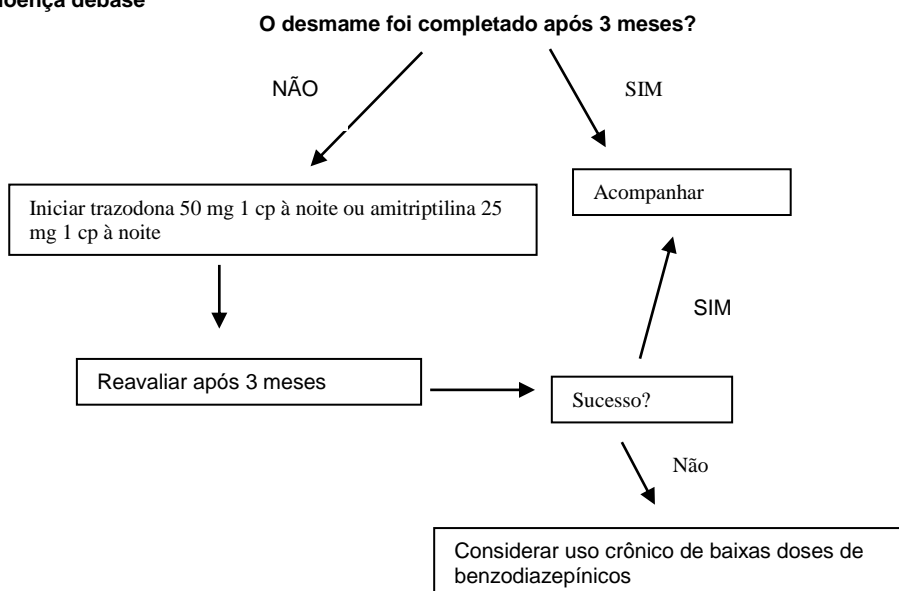 doença debase
O desmame foi completado após 3 meses?
NÃO
SIM
Iniciar trazodona 50 mg 1 cp à noite ou amitriptilina 25
mg 1 cp à noite
Acompanhar
SIM
Reavaliar após 3 meses
Sucesso?
Não
Considerar uso crônico de baixas doses de
benzodiazepínicos